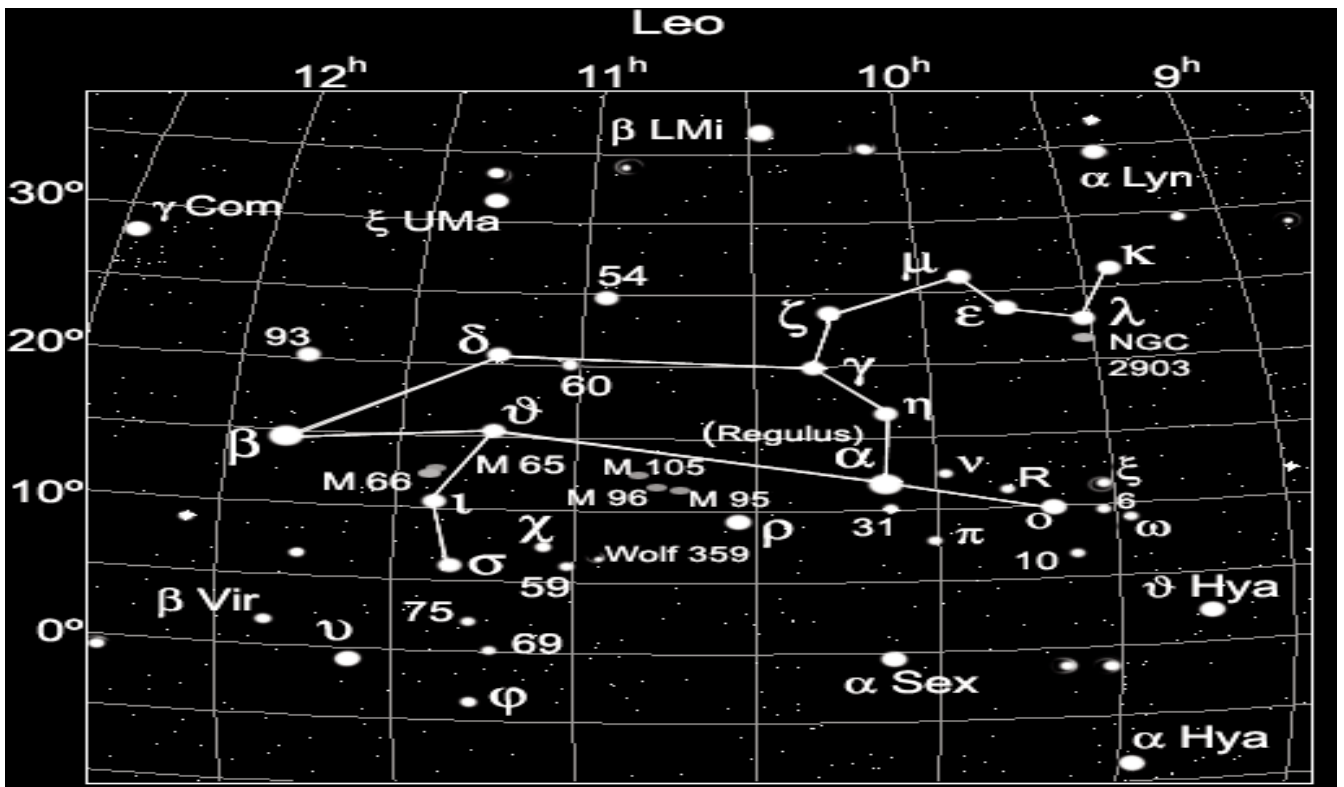 Leo
12h 11h 10h 9h
β LMi
α Lyn
30º
γ Com
ξ UMa
κ
μ
54
ζ
ε
λ
20º
93
δ
NGC
2903
60
γ
η
ϑ
(Regulus)
β
α
M 66
M 65
M 105
ν
R
ξ
10º
M 96
M 95
6
ι
ρ
31
ο
ω
χ
π
σ
Wolf 359
10
59
β Vir
75
ϑ Hya
0º
υ
69
α Sex
φ
α Hya